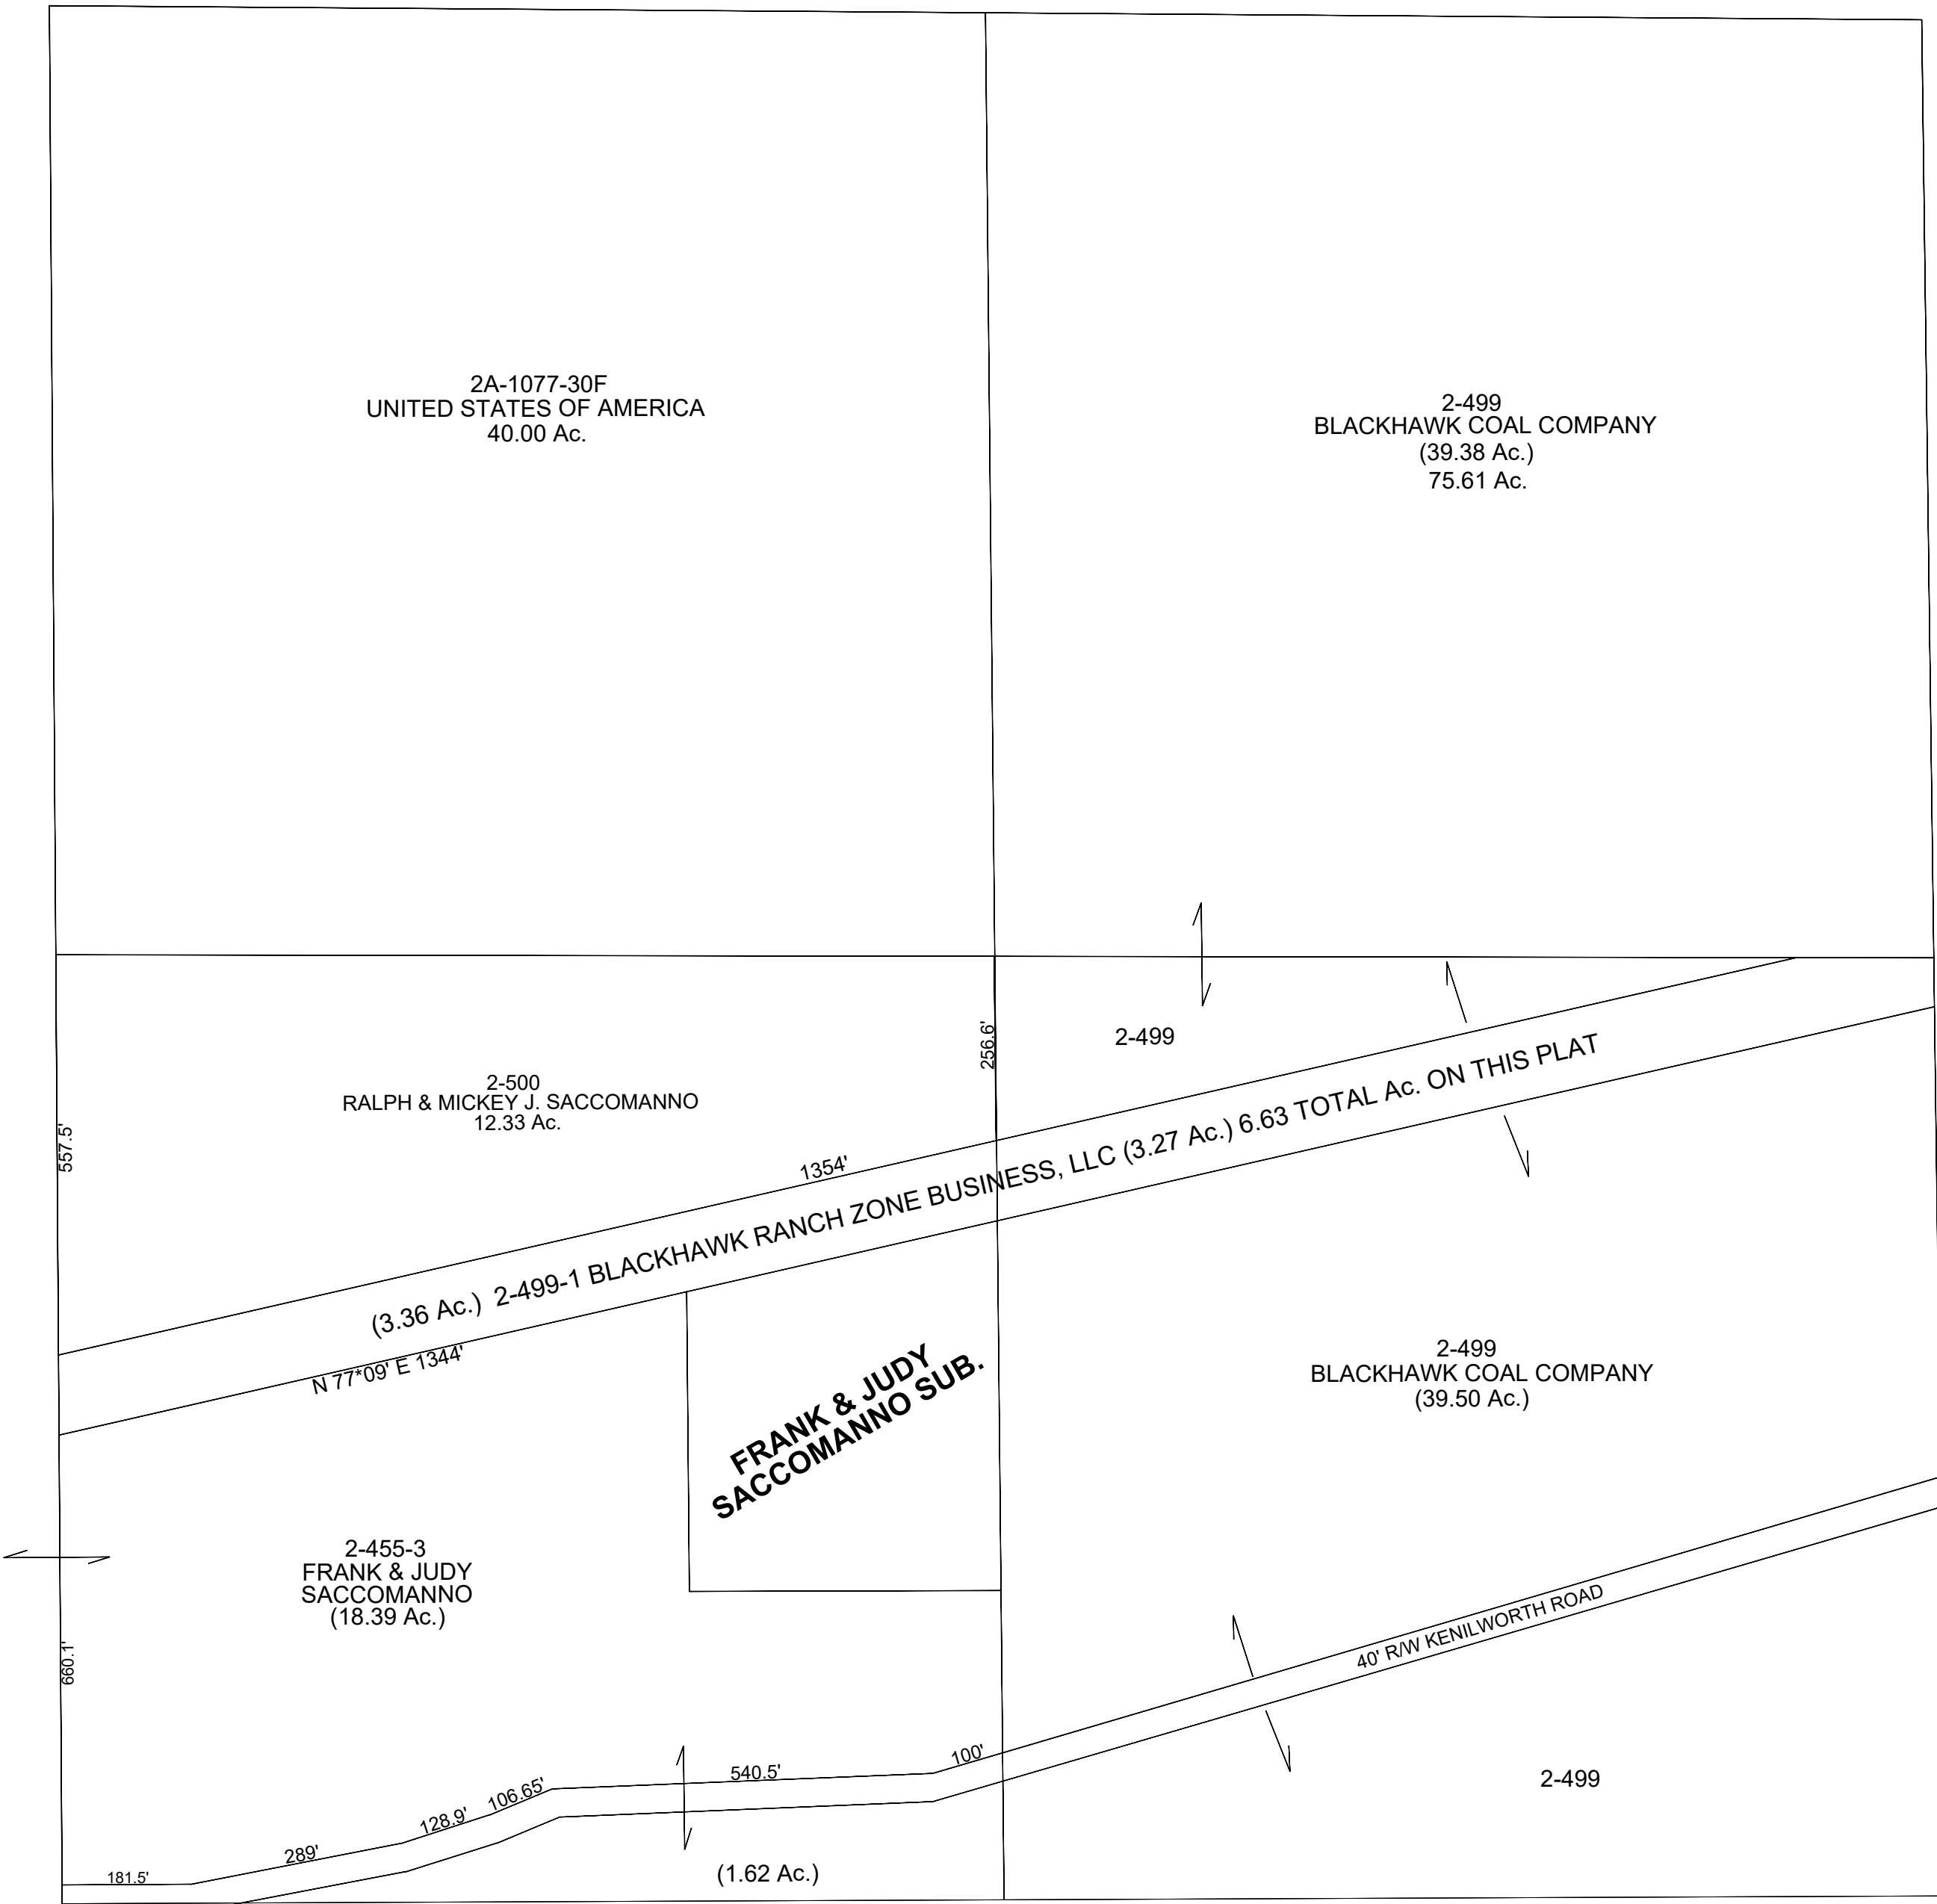 2A-1077-30F
UNITED STATES OF AMERICA
40.00 Ac.
2-499
BLACKHAWK COAL COMPANY
(39.38 Ac.)
75.61 Ac.
2-500
RALPH & MICKEY J. SACCOMANNO
12.33 Ac.
557.5'
256.6'
2-499
1354'
(3.36 Ac.) 2-499-1 BLACKHAWK RANCH ZONE BUSINESS, LLC (3.27 Ac.) 6.63 TOTAL Ac. ON THIS PLAT
N 77*09' E 1344'
FRANK & JUDY
SACCOMANNO SUB.
2-499
BLACKHAWK COAL COMPANY
(39.50 Ac.)
2-455-3
FRANK & JUDY
SACCOMANNO
(18.39 Ac.)
660.1'
40' R/W KENILWORTH ROAD
181.5'
289'
128.9'
106.65'
540.5'
100'
2-499
(1.62 Ac.)